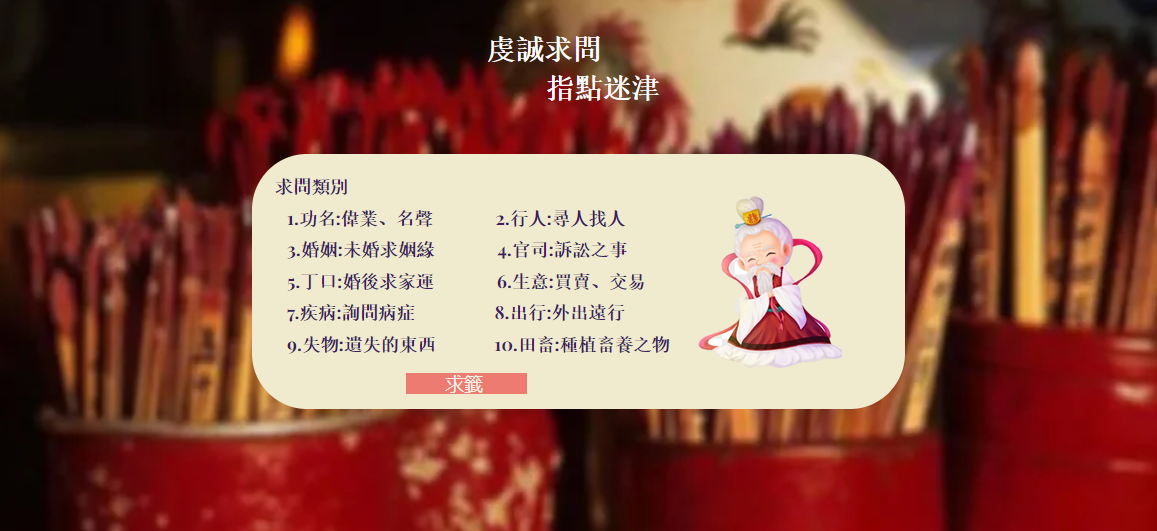 虔誠求問
指點迷津
求問類別
1.功名:偉業、名聲
2.行人:尋人找人
3.婚姻:未婚求姻緣
4.官司:訴訟之事
5.丁口:婚後求家運
6.生意:買賣、交易
7.疾病:詢問病症
8.出行:外出遠行
9.失物:遺失的東西
10.田畜:種植畜養之物
求籤